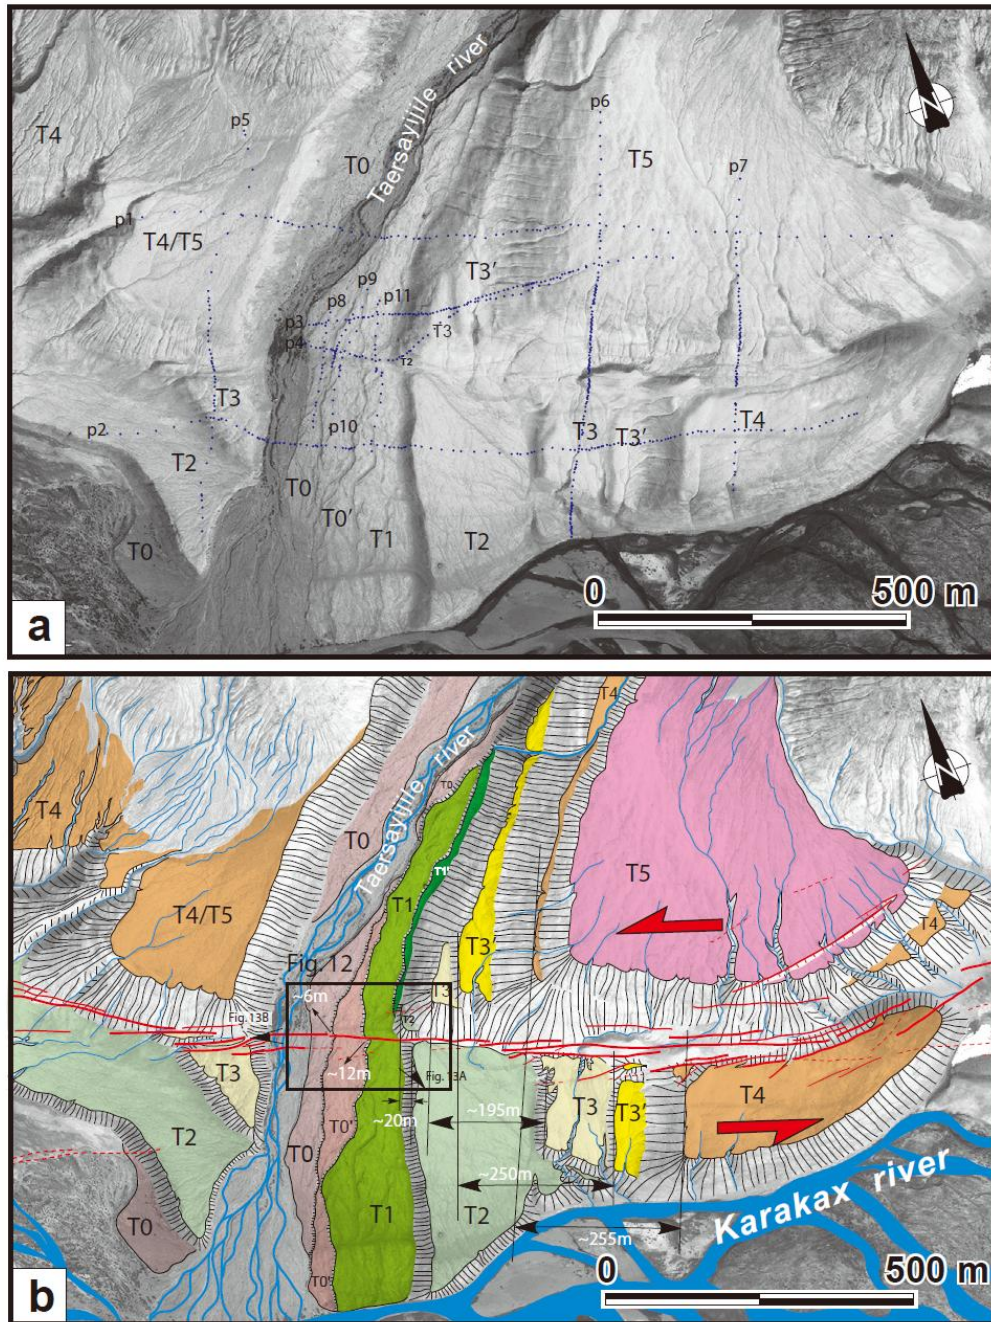 T4
p5
T0
Taersayijile river
p6
T5
p7
N
p1
T4/T5
T3'
p9
p8
p11
p3
p4
T3
T2
T3
p10
p2
T2
T3
T3'
T4
T0
T0'
T1
T2
T0
0
500 m
a
T4
T4
T0
T0
Taersayijile river
N
T1'
T5
T4/T5
T1
T3'
T4
Fig. 12
T3
~6m
Fig. 13B
T2
~12m
Fig. 13A
T3
T3
T3'
T4
~20m
~195m
T2
T0
T0'
~250m
T1
T2
T0
~255m
Karakax river
T0'
0
500 m
b